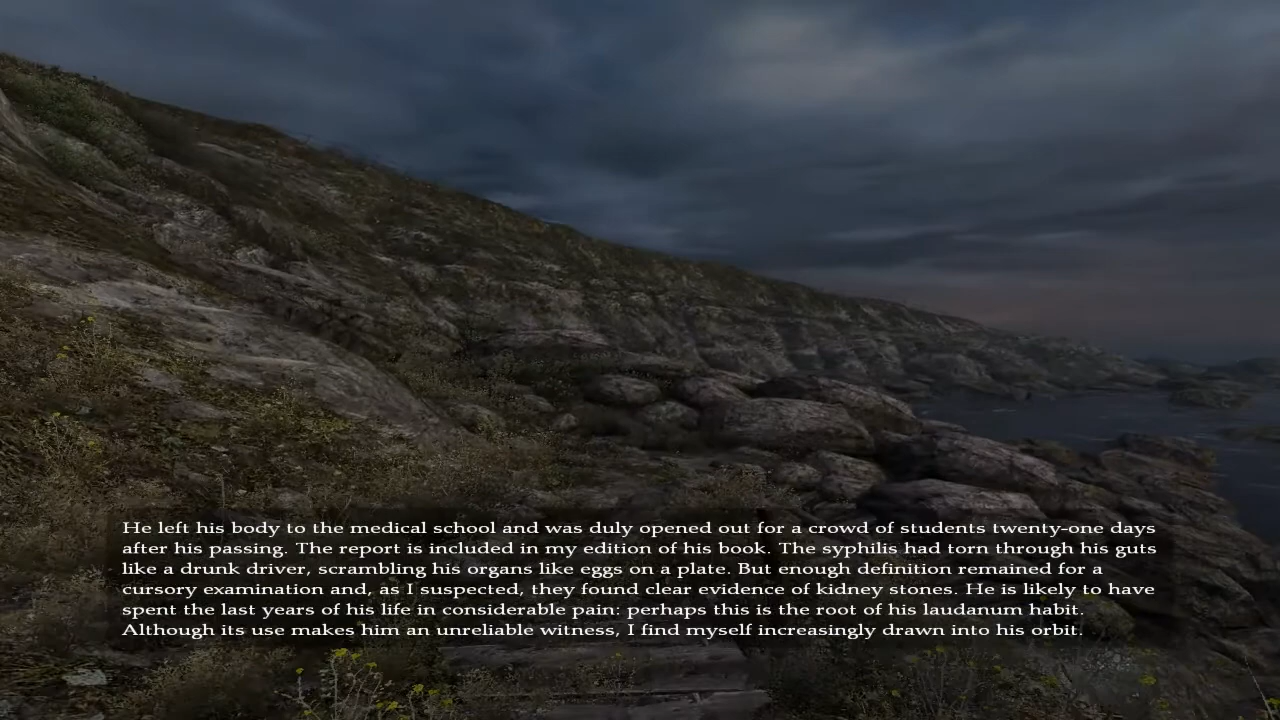 He left his body to the medical school and was duly opened out for a crowd of students twenty-one days
after his passing. The report is included in my edition of his book. The syphilis had torn through his guts
like a drunk driver, scrambling his organs like eggs on a plate. But enough definition remained for a
cursory examination and, as I suspected, they found clear evidence of kidney stones. He is likely to have
spent the last years of his life in considerable pain: perhaps this is the root of his laudanum habit.
Although its use makes him an unreliable witness, I find myself increasingly drawn into his orbit.